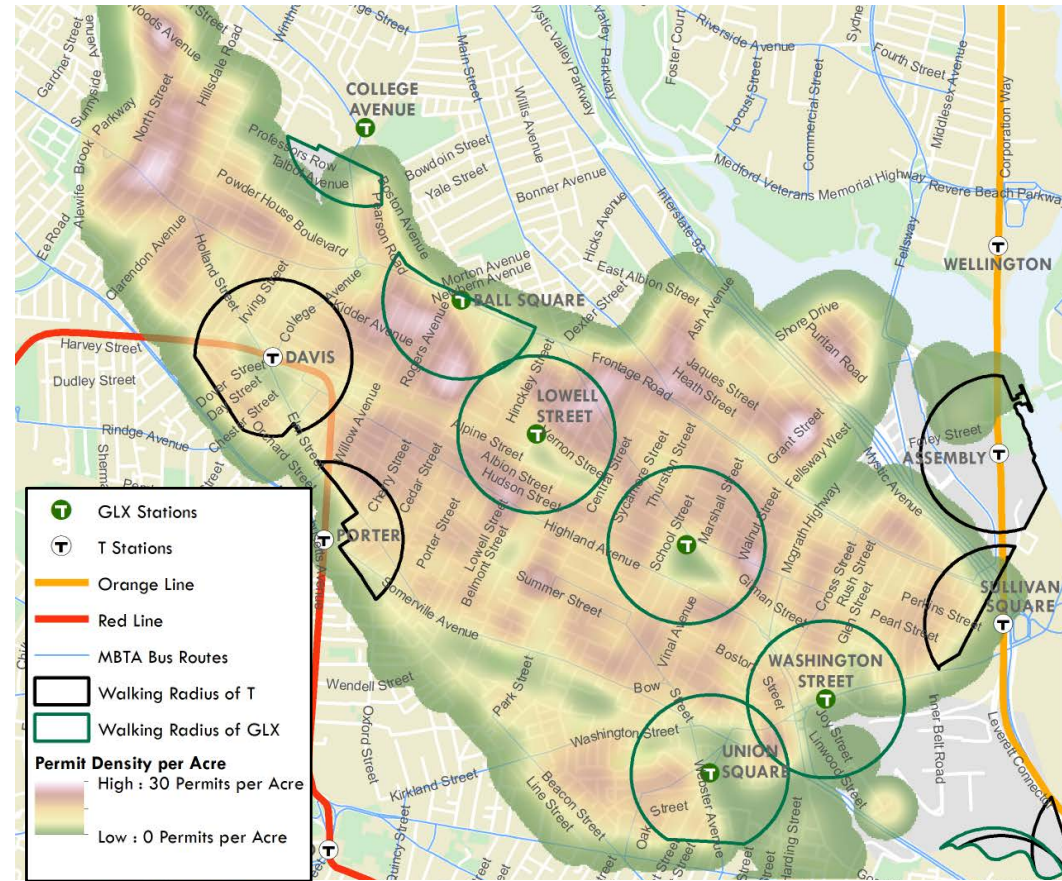 Woods Avenue
Gardner Street
Sunnyside Avenue
Hillsdale Road
North Street
Alewife Brook Parkway
COLLEGE
AVENUE
Main Street
Mystic Valley Parkway
Willis Avenue
Foster Court
Riverside Avenue
Locust Street
Commercial Street
Fourth Street
Middlesex Avenue
Corporation Way
Professors Row
Talbot Avenue
Bowdoin Street
Yale Street
Bonner Avenue
Boston Avenue
Pearson Road
Powder House Boulevard
Medford Veterans Memorial Highway
Revere Beach Parkway
Interstate 93
Hicks Avenue
Fellsway
WELLINGTON
Clarendon Avenue
Holland Street
Irving Street
College Avenue
Kidder Avenue
Rogers Avenue
Morton Avenue
Newbern Avenue
BALL SQUARE
East Albion Street
Dexter Street
Ash Avenue
Shore Drive
Puritan Road
Harvey Street
Dudley Street
Rindge Avenue
DAVIS
Dover Street
Day Street
Chester Street
Orchard Street
Elm Street
Willow Avenue
Hinckley Street
LOWELL
STREET
Vernon Street
Frontage Road
Jaques Street
Heath Street
Grant Street
Fellsway West
Mystic Avenue
Foley Street
ASSEMBLY
Alpine Street
Albion Street
Hudson Street
Central Street
Sycamore Street
Thurston Street
Cherry Street
Cedar Street
Porter Street
Lowell Street
Belmont Street
Highland Avenue
School Street
Marshall Street
Walnut Street
Mcgrath Highway
PORTER
Somerville Avenue
Summer Street
Vinal Avenue
Gilman Street
Cross Street
Rush Street
Glen Street
Pearl Street
Perkins Street
SULLIVAN
SQUARE
Wendell Street
Oxford Street
Park Street
Bow Street
Boston Street
WASHINGTON
STREET
Washington Street
Joy Street
Linwood Street
Inner Belt Road
Leverett Connector
UNION
SQUARE
Webster Avenue
Kirkland Street
Beacon Street
Line Street
Oak Street
Quincy Street
Harding Street
GLX Stations
T Stations
Orange Line
Red Line
MBTA Bus Routes
Walking Radius of T
Walking Radius of GLX
Permit Density per Acre
High : 30 Permits per Acre
Low : 0 Permits per Acre